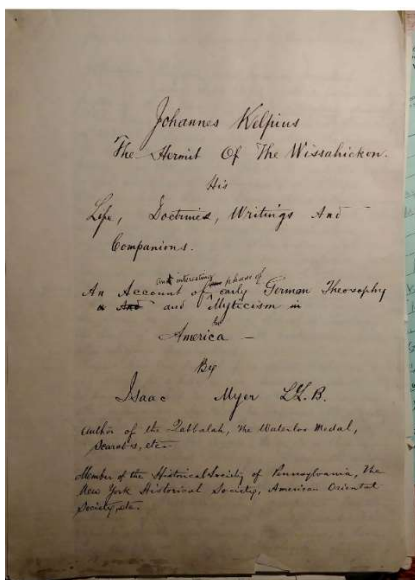 Johannes Kelpius
The Hermit Of The Wissahickon.
His
Life, Doctrines, Writings And
Companions.
interesting phase of
An Account of early German Theosophy
and Mysticism in
America —
By
Isaac Myer LL.B.
Author of the Qabbalah, The Waterloo Medal,
Scarabs, etc.
Member of the Historical Society of Pennsylvania, The
New York Historical Society, American Oriental
Society, etc.